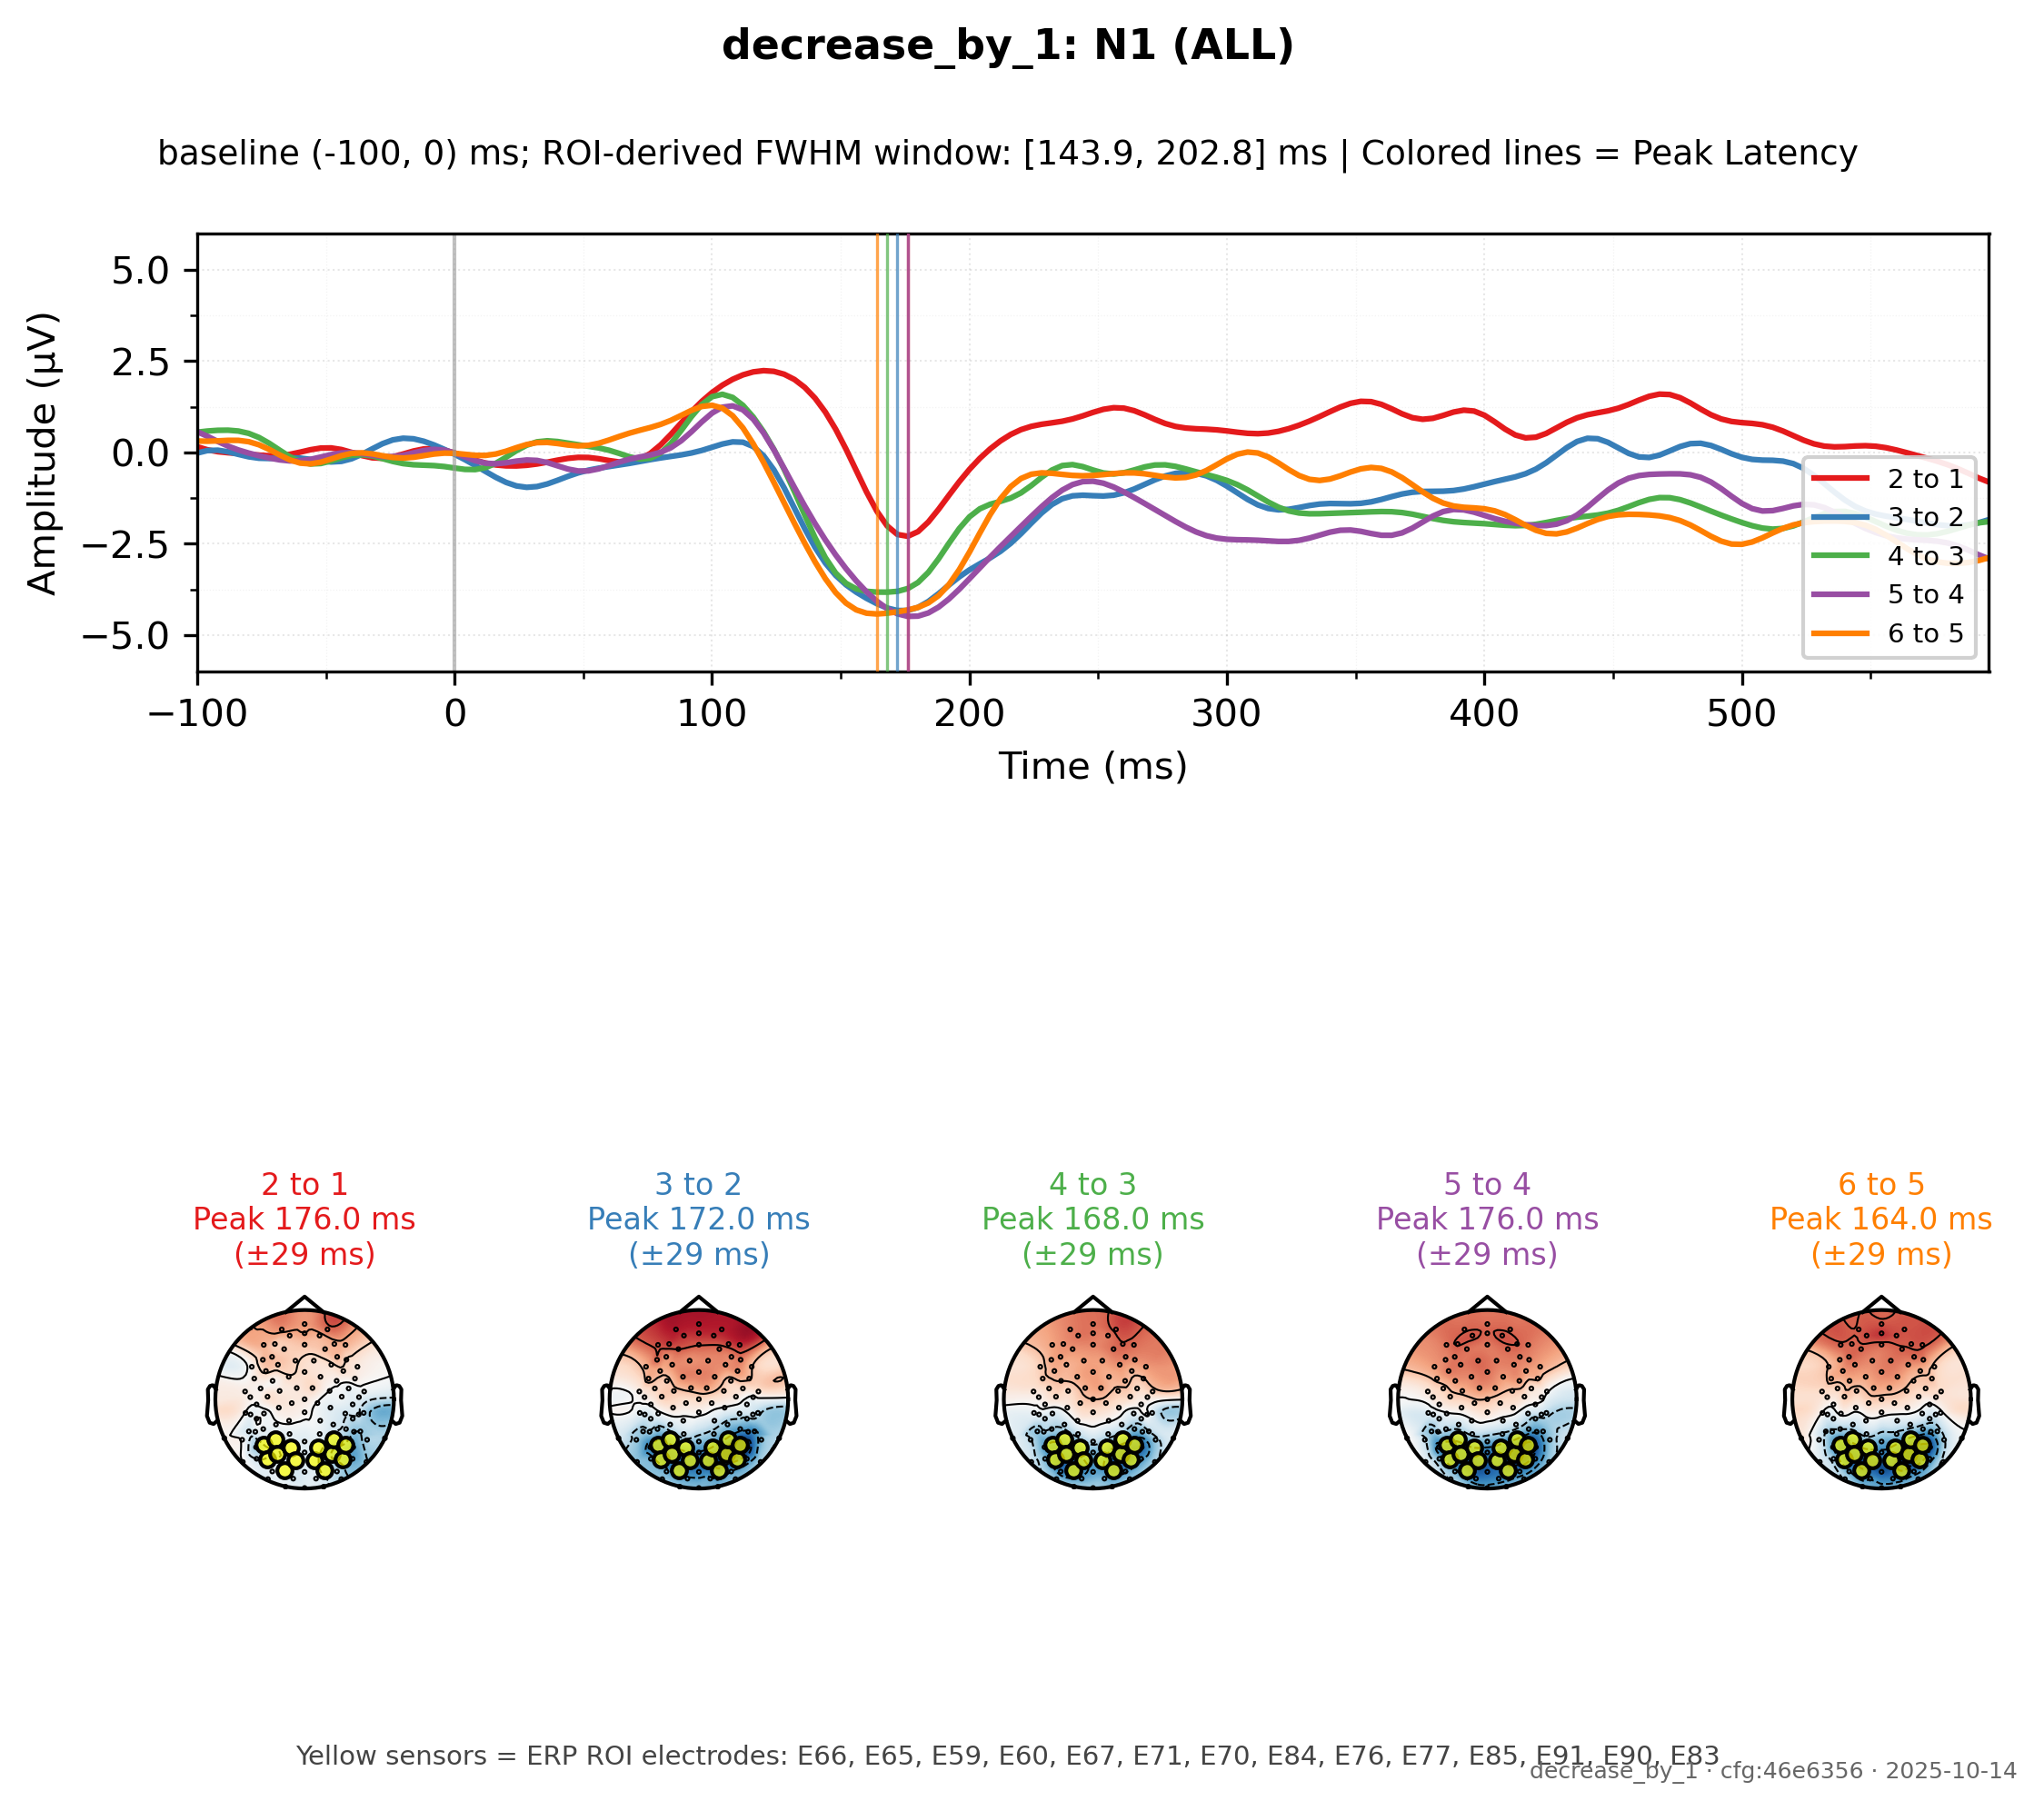 decrease_by_1: N1 (ALL)
baseline (-100, 0) ms; ROI-derived FWHM window: [143.9, 202.8] ms | Colored lines = Peak Latency
Amplitude (µV)
5.0
2.5
0.0
−2.5
−5.0
2 to 1
3 to 2
4 to 3
5 to 4
6 to 5
−100 0 100 200 300 400 500
Time (ms)
2 to 1 3 to 2 4 to 3 5 to 4 6 to 5
Peak 176.0 ms Peak 172.0 ms Peak 168.0 ms Peak 176.0 ms Peak 164.0 ms
(±29 ms) (±29 ms) (±29 ms) (±29 ms) (±29 ms)
Yellow sensors = ERP ROI electrodes: E66, E65, E59, E60, E67, E71, E70, E84, E76, E77, E85, E91, E90, E83
decrease_by_1 · cfg:46e6356 · 2025-10-14